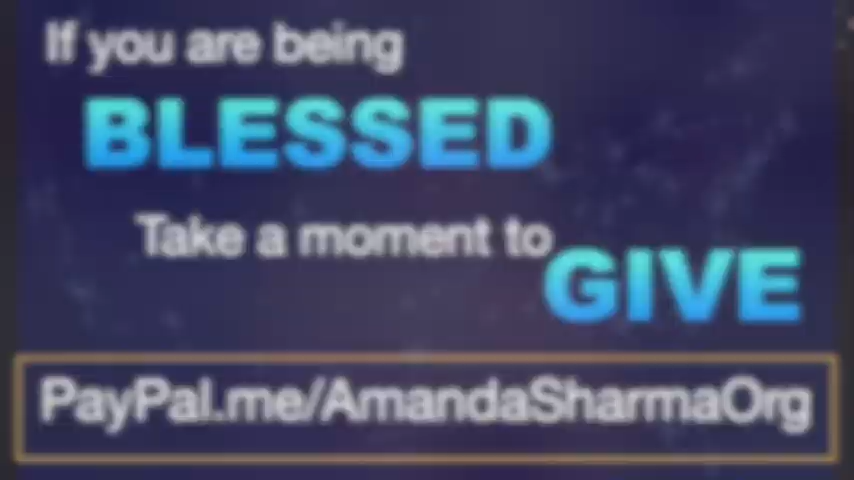 If you are being
BLESSED
Take a moment to
GIVE
PayPal.me/AmandaSharmaOrg